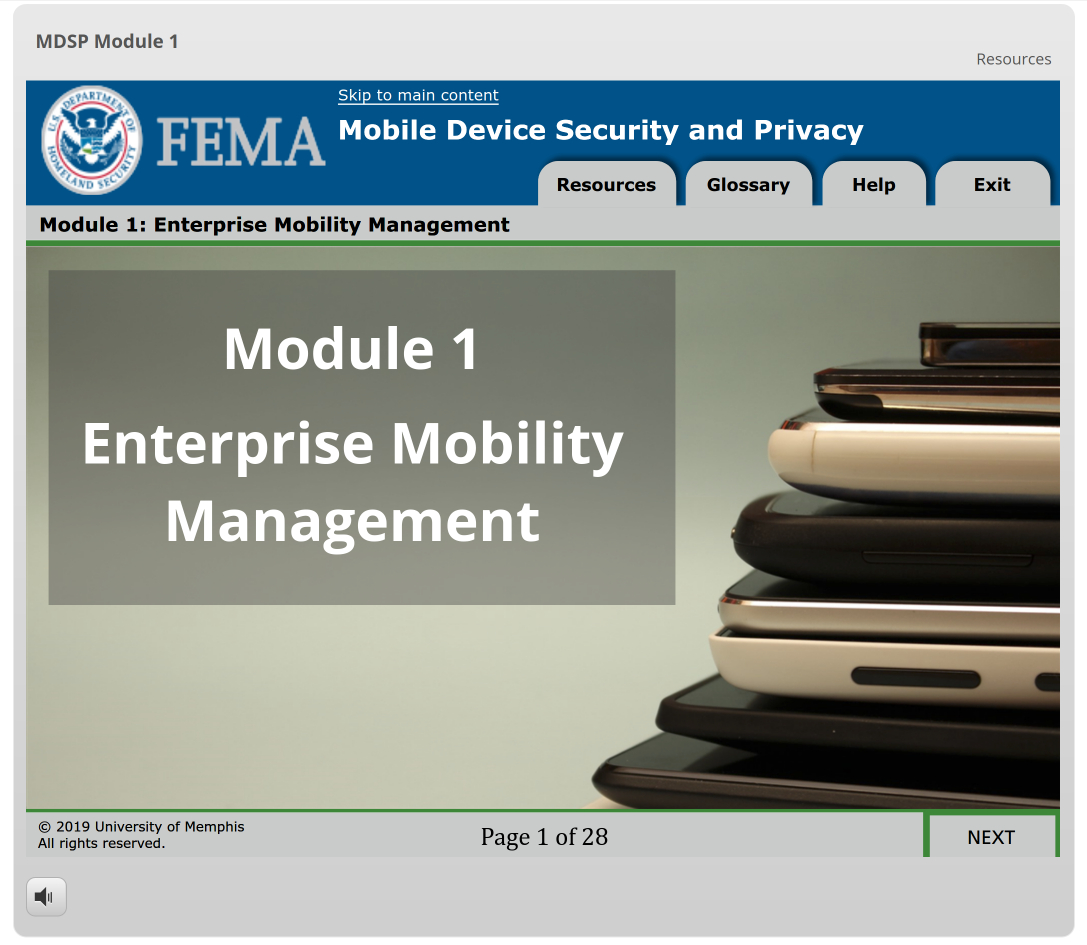 MDSP Module 1
Resources
U.S. DEPARTMENT OF
HOMELAND SECURITY
FEMA
Skip to main content
Mobile Device Security and Privacy
Resources
Glossary
Help
Exit
Module 1: Enterprise Mobility Management
Module 1
Enterprise Mobility
Management
© 2019 University of Memphis
All rights reserved.
Page 1 of 28
NEXT